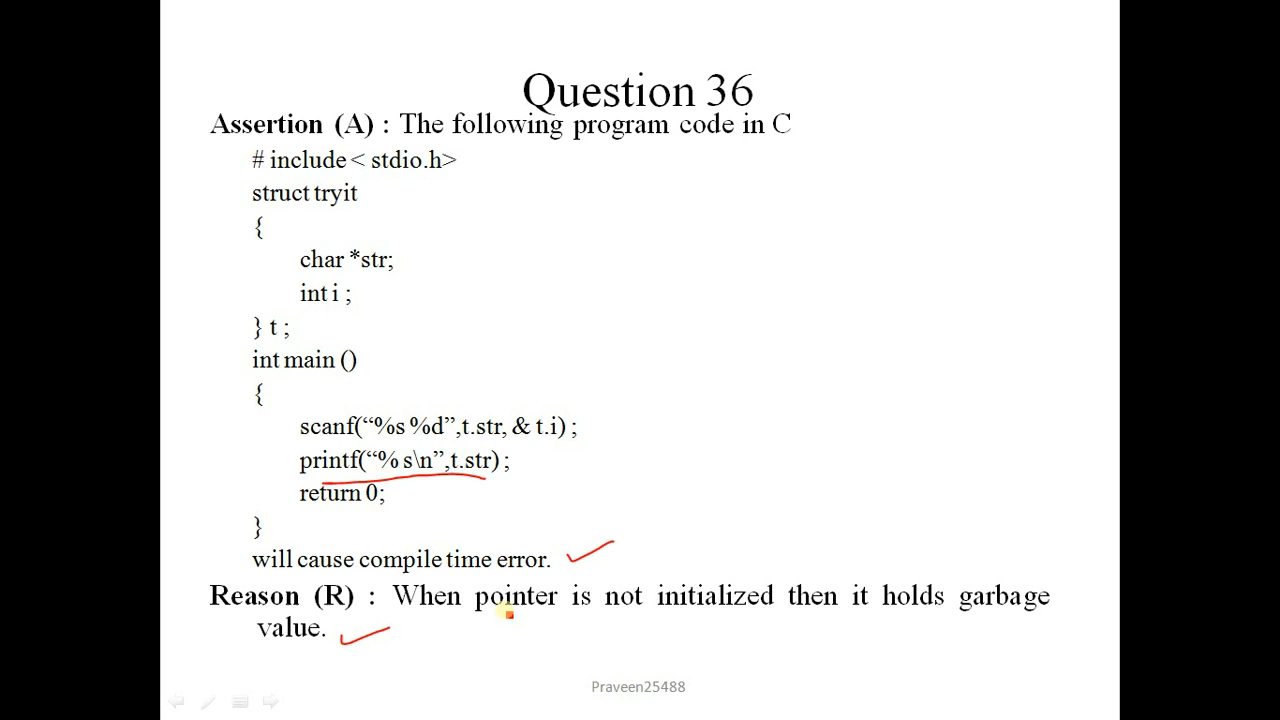 Question 36
Assertion (A) : The following program code in C
# include < stdio.h>
struct tryit
{
char *str;
int i ;
} t ;
int main ()
{
scanf(“%s %d”,t.str, & t.i) ;
printf(“% s\n”,t.str) ;
return 0;
}
will cause compile time error.
Reason (R) : When pointer is not initialized then it holds garbage
value.
Praveen25488